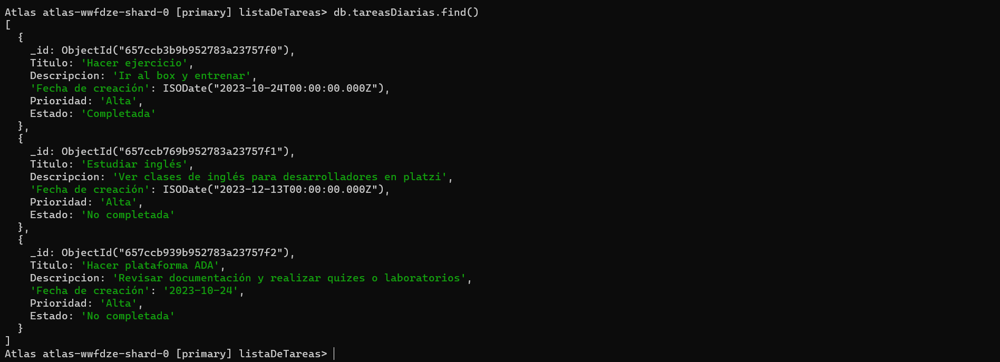 Atlas atlas-wwfdze-shard-0 [primary] listaDeTareas> db.tareasDiarias.find()
[
  {
    _id: ObjectId("657ccb3b9b952783a23757f0"),
    Titulo: 'Hacer ejercicio',
    Descripcion: 'Ir al box y entrenar',
    'Fecha de creación': ISODate("2023-10-24T00:00:00.000Z"),
    Prioridad: 'Alta',
    Estado: 'Completada'
  },
  {
    _id: ObjectId("657ccb769b952783a23757f1"),
    Titulo: 'Estudiar inglés',
    Descripcion: 'Ver clases de inglés para desarrolladores en platzi',
    'Fecha de creación': ISODate("2023-12-13T00:00:00.000Z"),
    Prioridad: 'Alta',
    Estado: 'No completada'
  },
  {
    _id: ObjectId("657ccb939b952783a23757f2"),
    Titulo: 'Hacer plataforma ADA',
    Descripcion: 'Revisar documentación y realizar quizes o laboratorios',
    'Fecha de creación': '2023-10-24',
    Prioridad: 'Alta',
    Estado: 'No completada'
  }
]
Atlas atlas-wwfdze-shard-0 [primary] listaDeTareas>